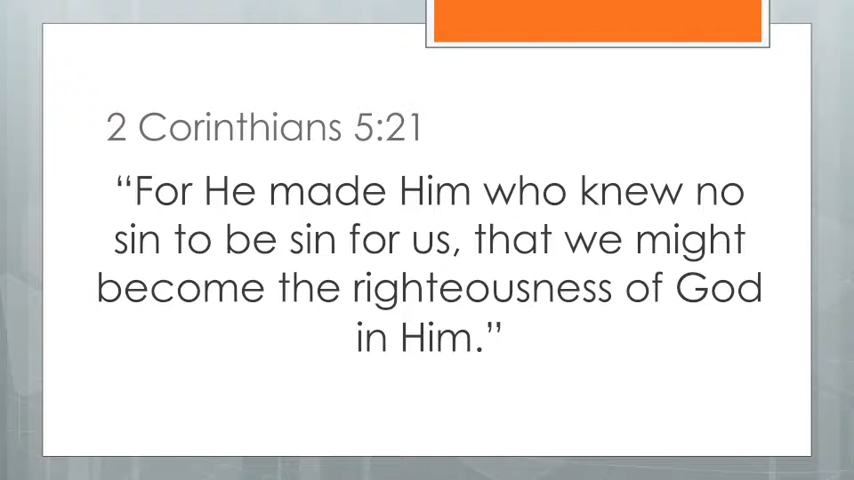 2 Corinthians 5:21
“For He made Him who knew no
sin to be sin for us, that we might
become the righteousness of God
in Him.”